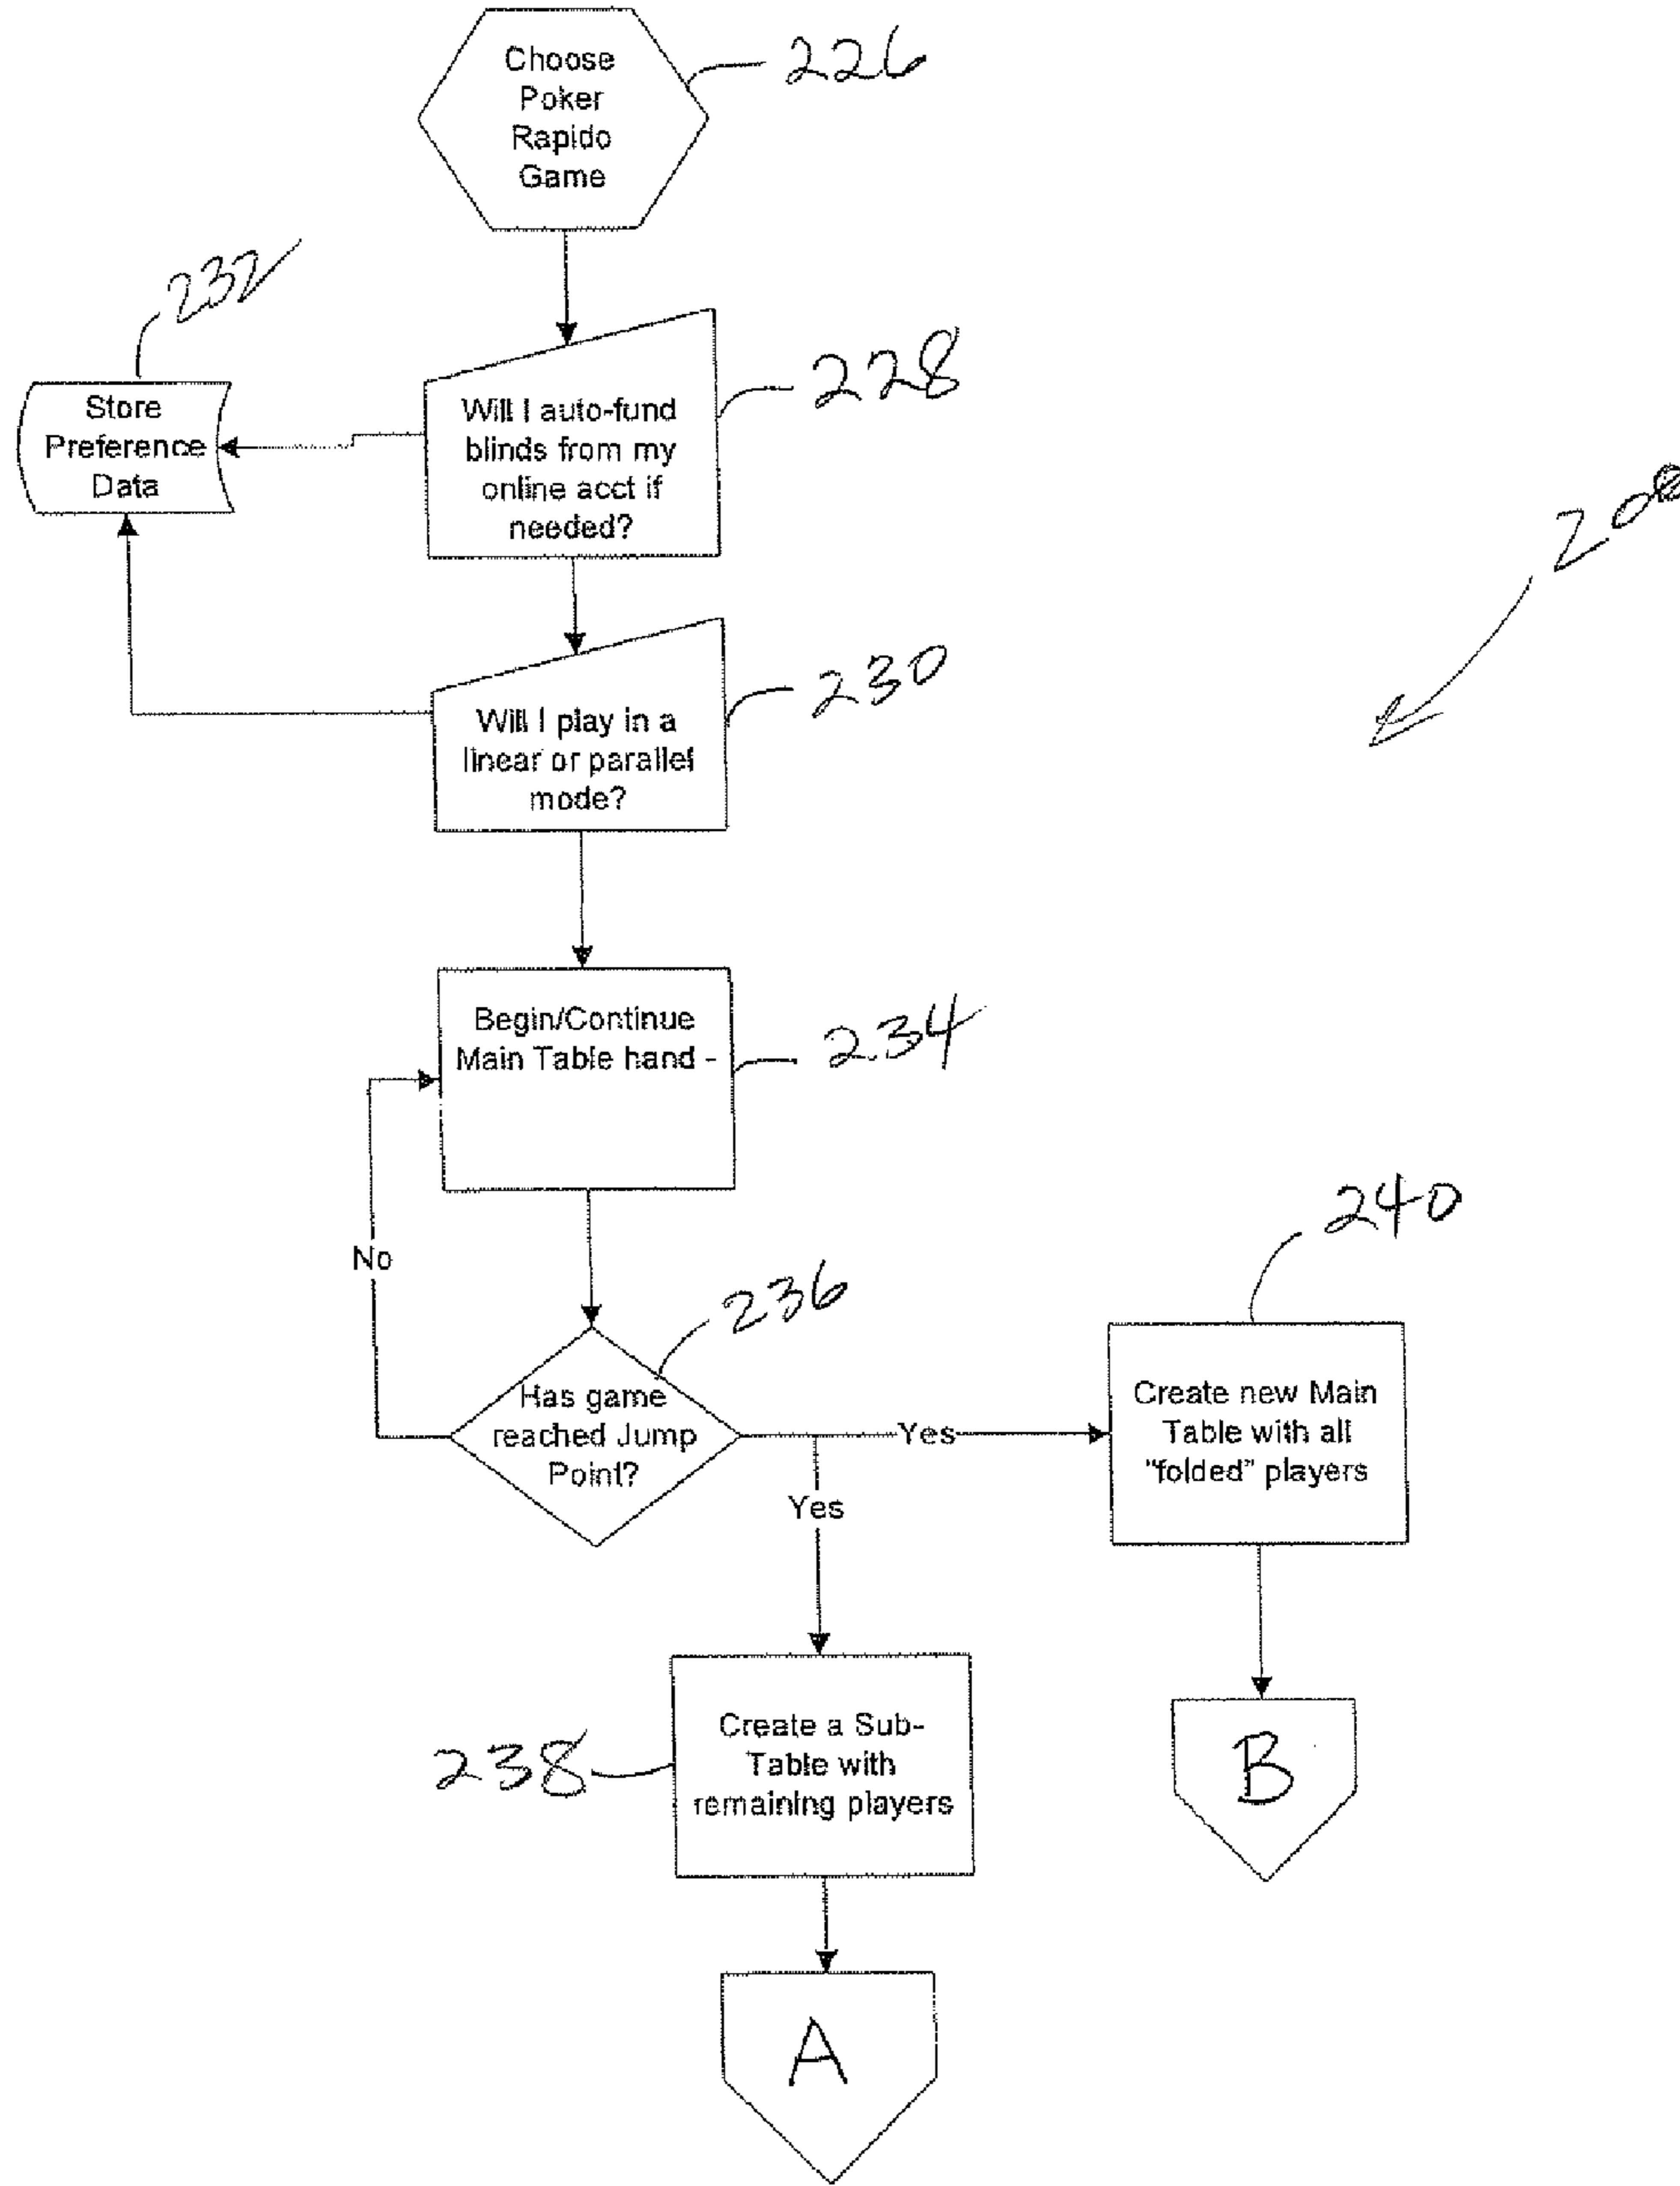 Choose
Poker
Rapido
Game
226
232
Store
Preference
Data
Will I auto-fund
blinds from my
online acct if
needed?
228
200
Will I play in a
linear or parallel
mode?
230
Begin/Continue
Main Table hand -
234
No
236
Has game
reached Jump
Point?
Yes
Yes
240
Create new Main
Table with all
"folded" players
238
Create a Sub-
Table with
remaining players
B
A